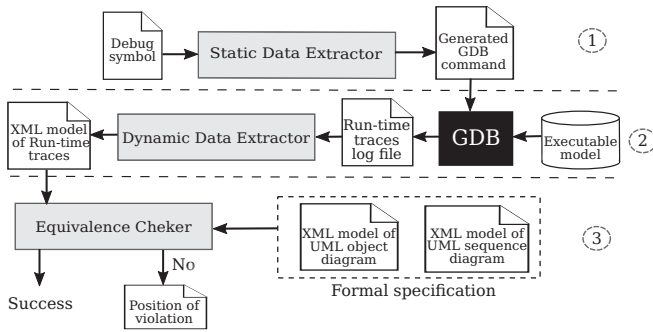 Debug
symbol
Static Data Extractor
Generated
GDB
command
1
XML model
of Run-time
traces
Dynamic Data Extractor
Run-time
traces
log file
GDB
Executable
model
2
Equivalence Cheker
XML model of
UML object
diagram
XML model of
UML sequence
diagram
3
Formal specification
No
Success
Position of
violation